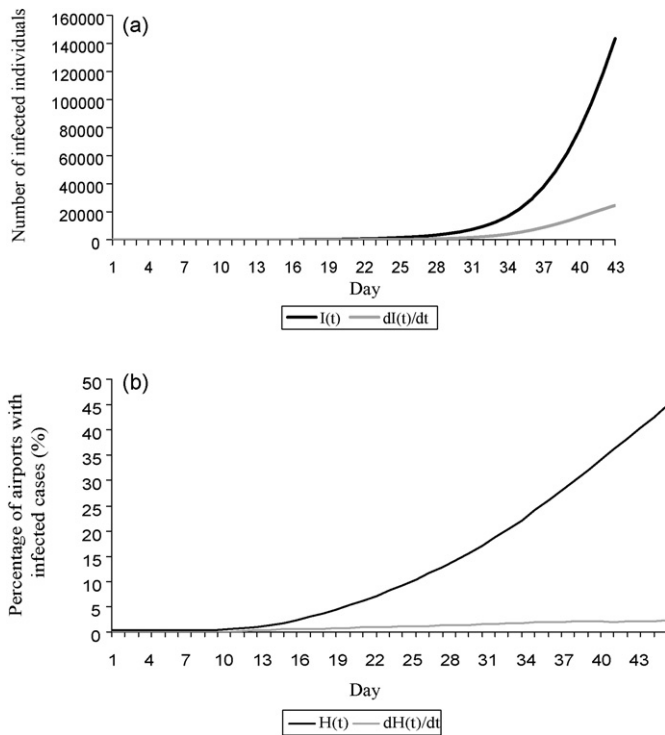 (a)
Number of infected individuals
160000
140000
120000
100000
80000
60000
40000
20000
0
1 4 7 10 13 16 19 22 25 28 31 34 37 40 43
Day
I(t) dI(t)/dt
(b)
Percentage of airports with
infected cases (%)
50
45
40
35
30
25
20
15
10
5
0
1 4 7 10 13 16 19 22 25 28 31 34 37 40 43
Day
H(t) dH(t)/dt